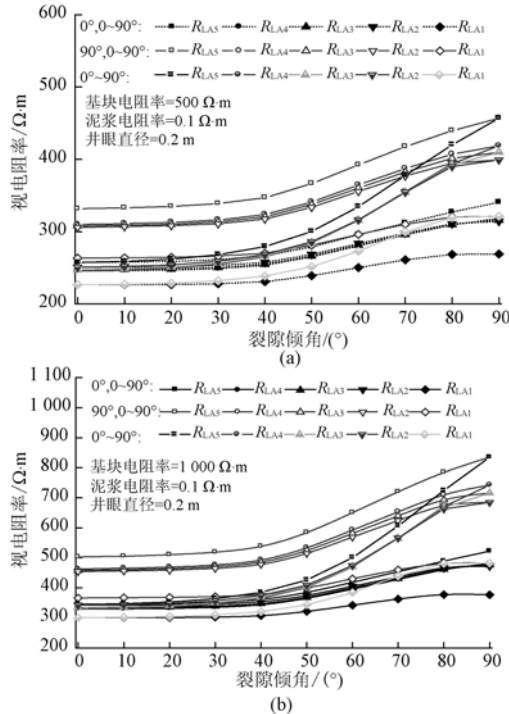 600
500
400
300
200
视电阻率/Ω·m
0°,0~90°: R_LA5 R_LA4 R_LA3 R_LA2 R_LA1
90°,0~90°: R_LA5 R_LA4 R_LA3 R_LA2 R_LA1
0°~90°: R_LA5 R_LA4 R_LA3 R_LA2 R_LA1
基块电阻率=500 Ω·m
泥浆电阻率=0.1 Ω·m
井眼直径=0.2 m
0 10 20 30 40 50 60 70 80 90
裂隙倾角/(°)
(a)
1 100
1 000
900
800
700
600
500
400
300
200
视电阻率/Ω·m
0°,0~90°: R_LA5 R_LA4 R_LA3 R_LA2 R_LA1
90°,0~90°: R_LA5 R_LA4 R_LA3 R_LA2 R_LA1
0°~90°: R_LA5 R_LA4 R_LA3 R_LA2 R_LA1
基块电阻率=1 000 Ω·m
泥浆电阻率=0.1 Ω·m
井眼直径=0.2 m
0 10 20 30 40 50 60 70 80 90
裂隙倾角/(°)
(b)